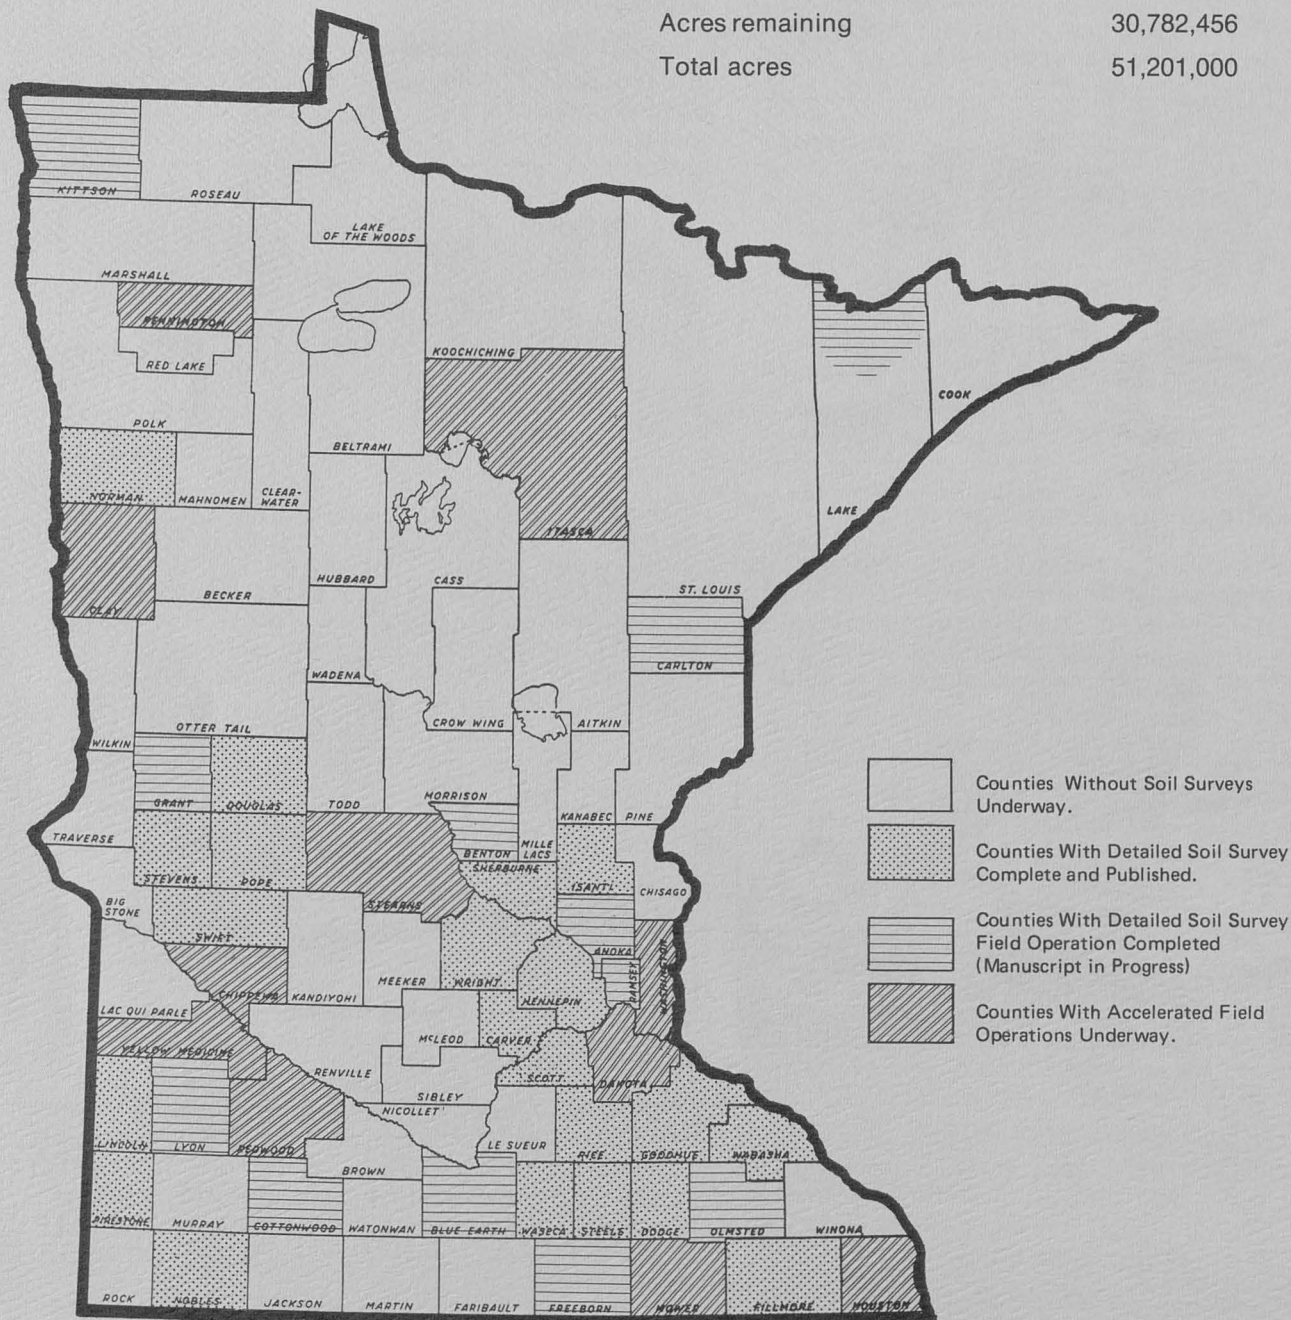 Acres remaining 30,782,456
Total acres 51,201,000
KITTSON
ROSEAU
LAKE
OF THE WOODS
MARSHALL
PENNINGTON
RED LAKE
KOOCHICHING
COOK
POLK
BELTRAMI
NORMAN
MAHNOMEN
CLEAR-
WATER
LAKE
ITASCA
HUBBARD
CASS
ST. LOUIS
BECKER
CLAY
CARLTON
WADENA
OTTER TAIL
CROW WING
AITKIN
WILKIN
GRANT
DOUGLAS
TODD
MORRISON
KANABEC
PINE
TRAVERSE
BENTON
MILLE
LACS
SHERBURNE
STEVENS
POPE
ISANTI
CHISAGO
BIG
STONE
STEARNS
SWIFT
ANOKA
WASHINGTON
RAMSEY
MEEKER
WRIGHT
CHIPPEWA
KANDIYOHI
HENNEPIN
LAC QUI PARLE
McLEOD
CARVER
YELLOW MEDICINE
RENVILLE
SCOTT
DAKOTA
SIBLEY
NICOLLET
LINCOLN
LYON
REDWOOD
LE SUEUR
RICE
GOODHUE
WABASHA
BROWN
PIPESTONE
MURRAY
COTTONWOOD
WATONWAN
BLUE EARTH
WASECA
STEELE
DODGE
OLMSTED
WINONA
ROCK
NOBLES
JACKSON
MARTIN
FARIBAULT
FREEBORN
MOWER
FILLMORE
HOUSTON
Counties Without Soil Surveys
Underway.
Counties With Detailed Soil Survey
Complete and Published.
Counties With Detailed Soil Survey
Field Operation Completed
(Manuscript in Progress)
Counties With Accelerated Field
Operations Underway.